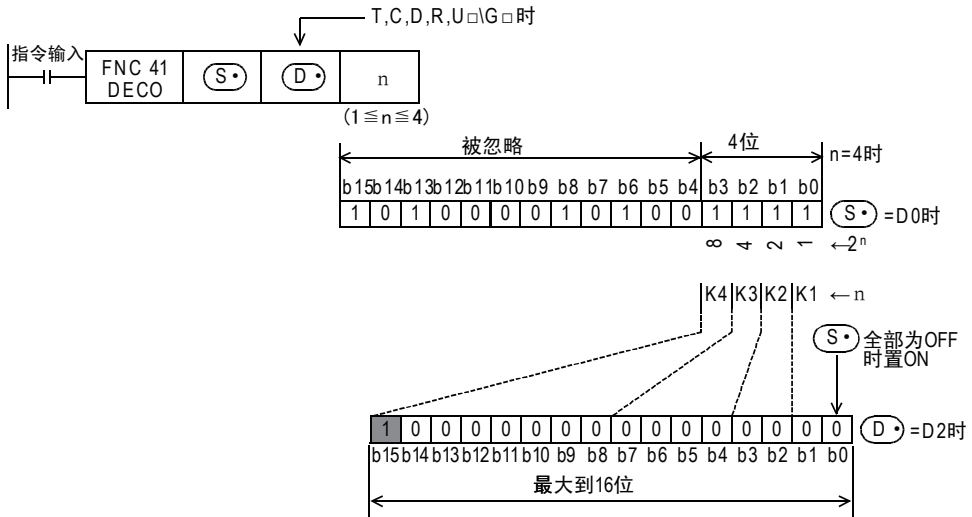 T,C,D,R,U□\G□时
指令输入
FNC 41
DECO
S·
D·
n
(1≦n≦4)
被忽略
4位
n=4时
b15 b14 b13 b12 b11 b10 b9 b8 b7 b6 b5 b4 b3 b2 b1 b0
1 0 1 0 0 0 0 1 0 1 0 0 1 1 1 1
S· =D0时
8 4 2 1 ←2ⁿ
K4 K3 K2 K1 ←n
S· 全部为OFF
时置ON
1 0 0 0 0 0 0 0 0 0 0 0 0 0 0 0
D· =D2时
b15 b14 b13 b12 b11 b10 b9 b8 b7 b6 b5 b4 b3 b2 b1 b0
最大到16位